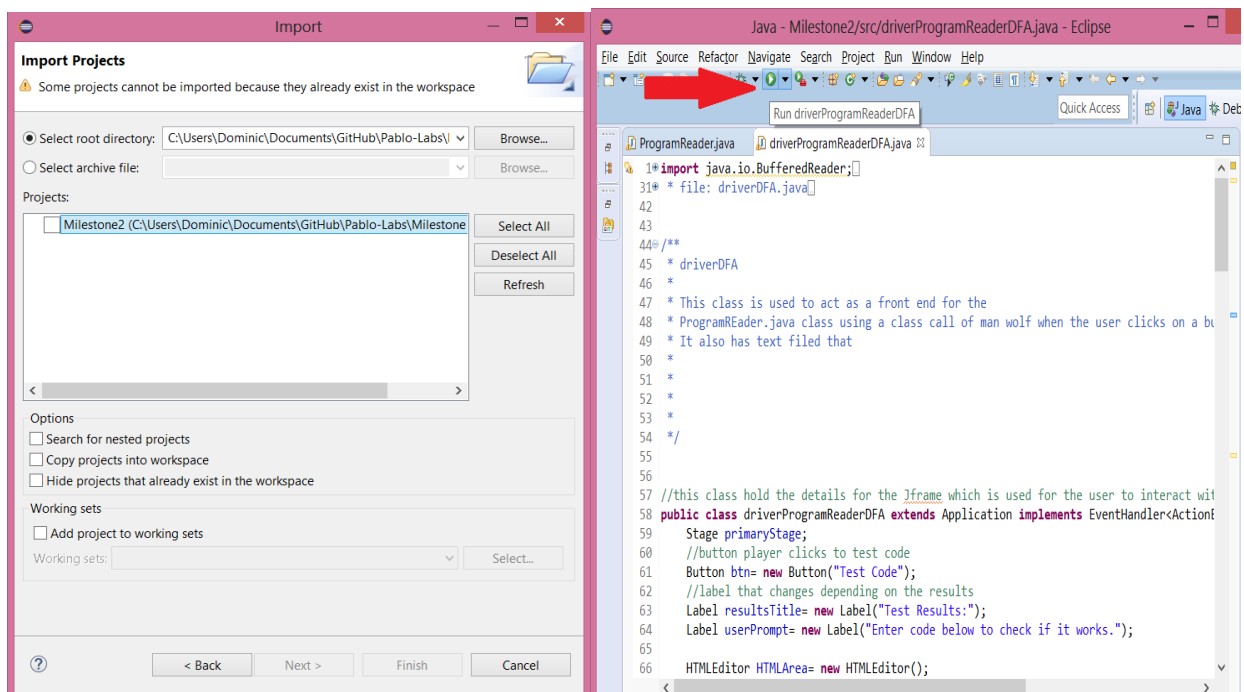 Import
Import Projects
Some projects cannot be imported because they already exist in the workspace
Select root directory: C:\Users\Dominic\Documents\GitHub\Pablo-Labs\I Browse...
Select archive file: Browse...
Projects:
Milestone2 (C:\Users\Dominic\Documents\GitHub\Pablo-Labs\Milestone
Select All
Deselect All
Refresh
Options
Search for nested projects
Copy projects into workspace
Hide projects that already exist in the workspace
Working sets
Add project to working sets
Working sets: Select...
? < Back Next > Finish Cancel
Java - Milestone2/src/driverProgramReaderDFA.java - Eclipse
File Edit Source Refactor Navigate Search Project Run Window Help
Run driverProgramReaderDFA
Quick Access Java Deb
ProgramReader.java driverProgramReaderDFA.java
1 import java.io.BufferedReader;
31 * file: driverDFA.java
42
43
44 /**
45 * driverDFA
46 *
47 * This class is used to act as a front end for the
48 * ProgramREader.java class using a class call of man wolf when the user clicks on a bu
49 * It also has text filed that
50 *
51 *
52 *
53 *
54 */
55
56
57 //this class hold the details for the Jframe which is used for the user to interact wit
58 public class driverProgramReaderDFA extends Application implements EventHandler<ActionE
59 Stage primaryStage;
60 //button player clicks to test code
61 Button btn= new Button("Test Code");
62 //label that changes depending on the results
63 Label resultsTitle= new Label("Test Results:");
64 Label userPrompt= new Label("Enter code below to check if it works.");
65
66 HTMLEditor HTMLArea= new HTMLEditor();